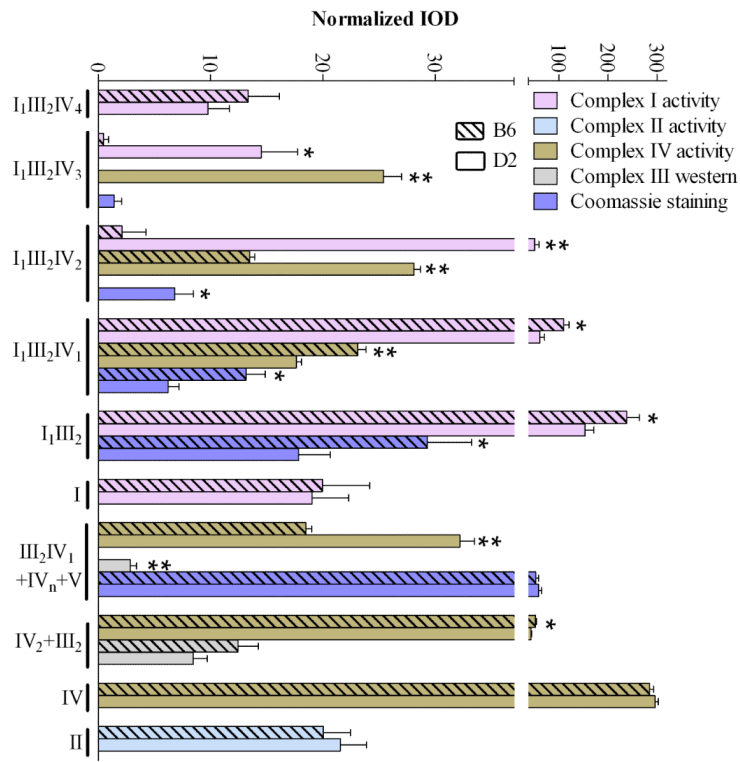 Normalized IOD
0 10 20 30 100 200 300
I₁III₂IV₄
I₁III₂IV₃
I₁III₂IV₂
I₁III₂IV₁
I₁III₂
I
III₂IV₁
+IVₙ+V
IV₂+III₂
IV
II
B6
D2
Complex I activity
Complex II activity
Complex IV activity
Complex III western
Coomassie staining
*
**
**
**
*
*
**
*
*
*
**
**
*